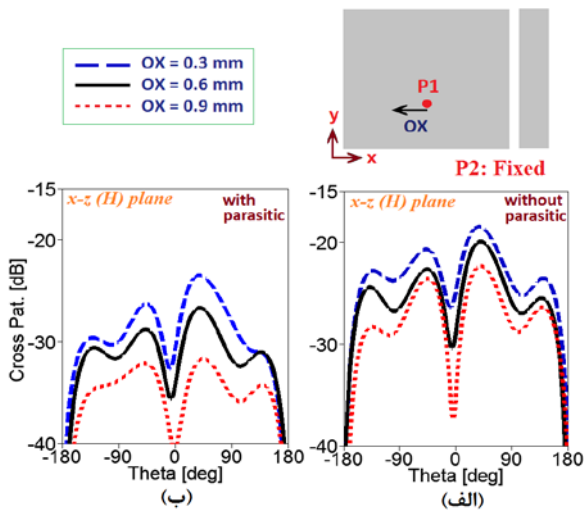 OX = 0.3 mm
OX = 0.6 mm
OX = 0.9 mm
P1
OX
y
x
P2: Fixed
-15
x-z (H) plane
with parasitic
-20
-30
-40
Cross Pat. [dB]
-180
-90
0
90
180
Theta [deg]
(ب)
-15
x-z (H) plane
without parasitic
-20
-30
-40
-180
-90
0
90
180
Theta [deg]
(الف)